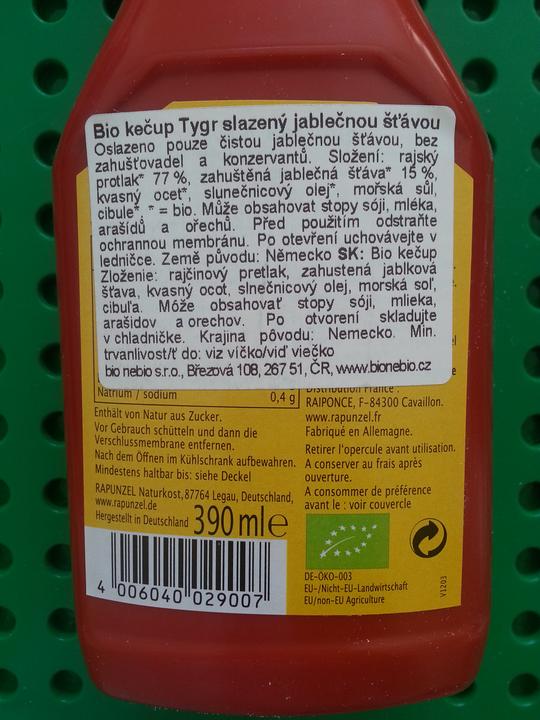 Bio kečup Tygr slazený jablečnou šťávou
Oslazeno pouze čistou jablečnou šťávou, bez
zahušťovadel a konzervantů. Složení: rajský
protlak* 77 %, zahuštěná jablečná šťáva* 15 %,
kvasný ocet*, slunečnicový olej*, mořská sůl,
cibule*. * = bio. Může obsahovat stopy sóji, mléka,
arašídů a ořechů. Před použitím odstraňte
ochrannou membránu. Po otevření uchovávejte v
ledničce. Země původu: Německo SK: Bio kečup
Zloženie: rajčinový pretlak, zahustená jablková
šťava, kvasný ocot, slnečnicový olej, morská soľ,
cibuľa. Môže obsahovať stopy sóji, mlieka,
arašidov a orechov. Po otvorení skladujte
v chladničke. Krajina pôvodu: Nemecko. Min.
trvanlivost/ť do: viz víčko/viď viečko
bio nebio s.r.o., Březová 108, 267 51, ČR, www.bionebio.cz
Natrium / sodium 0,4 g
Enthält von Natur aus Zucker.
Vor Gebrauch schütteln und dann die
Verschlussmembrane entfernen.
Nach dem Öffnen im Kühlschrank aufbewahren.
Mindestens haltbar bis: siehe Deckel
RAPUNZEL Naturkost, 87764 Legau, Deutschland,
www.rapunzel.de
Hergestellt in Deutschland 390 ml e
4 006040 029007
Distribution France :
RAIPONCE, F-84300 Cavaillon.
www.rapunzel.fr
Fabriqué en Allemagne.
Retirer l'opercule avant utilisation.
A conserver au frais après
ouverture.
A consommer de préférence
avant le : voir couvercle
DE-ÖKO-003
EU-/Nicht-EU-Landwirtschaft
EU/non-EU Agriculture
V1203